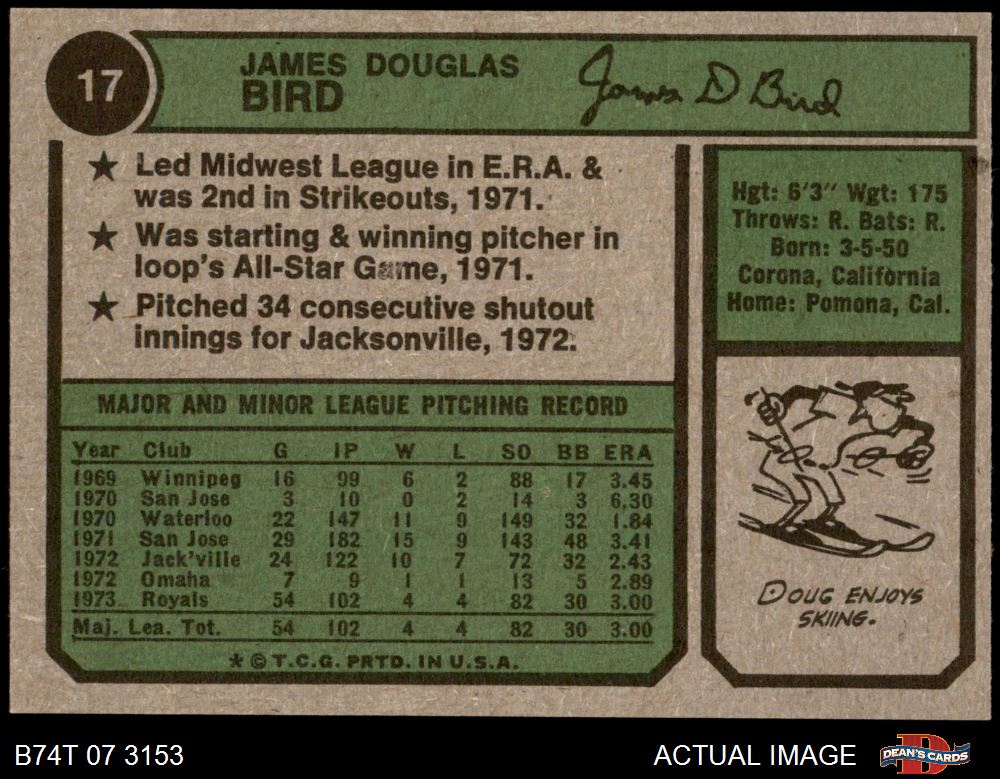 17
JAMES DOUGLAS
BIRD
James D Bird
★ Led Midwest League in E.R.A. &
was 2nd in Strikeouts, 1971.
★ Was starting & winning pitcher in
loop's All-Star Game, 1971.
★ Pitched 34 consecutive shutout
innings for Jacksonville, 1972.
Hgt: 6'3" Wgt: 175
Throws: R. Bats: R.
Born: 3-5-50
Corona, California
Home: Pomona, Cal.
MAJOR AND MINOR LEAGUE PITCHING RECORD
Year Club G IP W L SO BB ERA
1969 Winnipeg 16 99 6 2 88 17 3.45
1970 San Jose 3 10 0 2 14 3 6.30
1970 Waterloo 22 147 11 9 149 32 1.84
1971 San Jose 29 182 15 9 143 48 3.41
1972 Jack'ville 24 122 10 7 72 32 2.43
1972 Omaha 7 9 1 1 13 5 2.89
1973 Royals 54 102 4 4 82 30 3.00
Maj. Lea. Tot. 54 102 4 4 82 30 3.00
* © T.C.G. PRTD. IN U.S.A.
DOUG ENJOYS
SKIING.
B74T 07 3153
ACTUAL IMAGE
DEAN'S CARDS